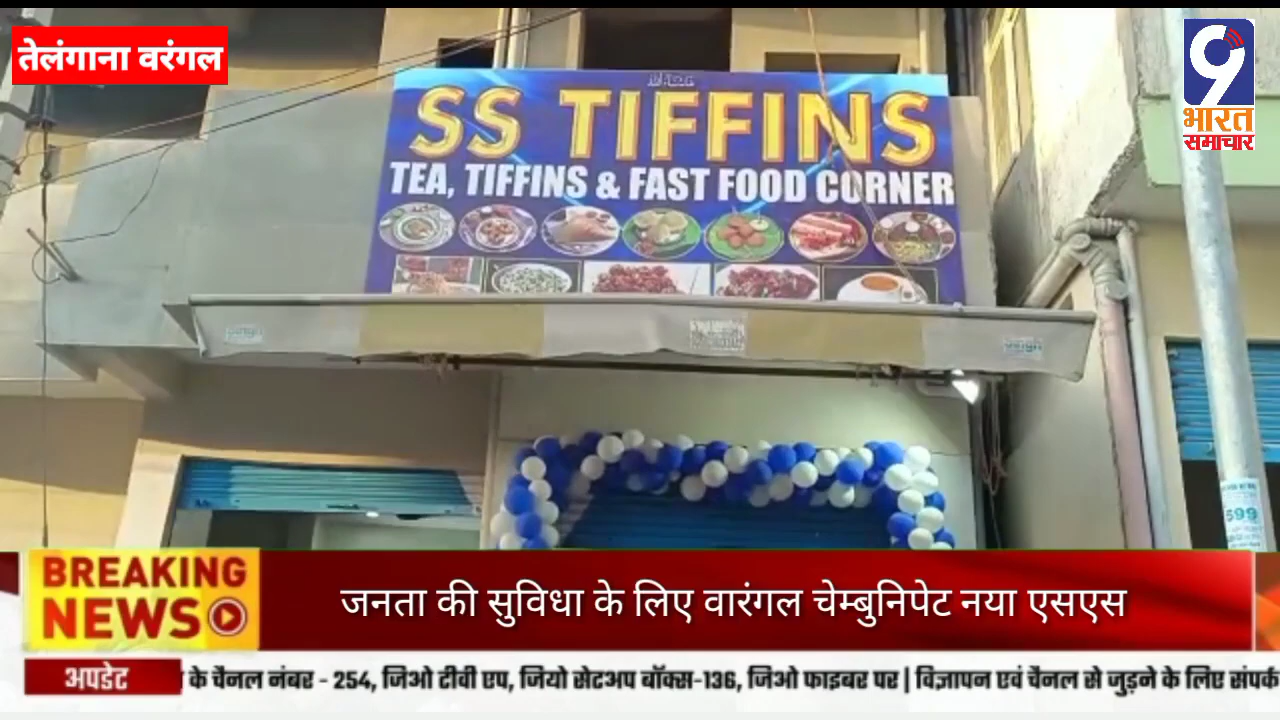 तेलंगाना वरंगल
9
भारत
समाचार
SS TIFFINS
TEA, TIFFINS & FAST FOOD CORNER
599
BREAKING
NEWS
जनता की सुविधा के लिए वारंगल चेम्बुनिपेट नया एसएस
अपडेट
के चैनल नंबर - 254, जिओ टीवी एप, जियो सेटअप बॉक्स-136, जिओ फाइबर पर | विज्ञापन एवं चैनल से जुड़ने के लिए संपर्क